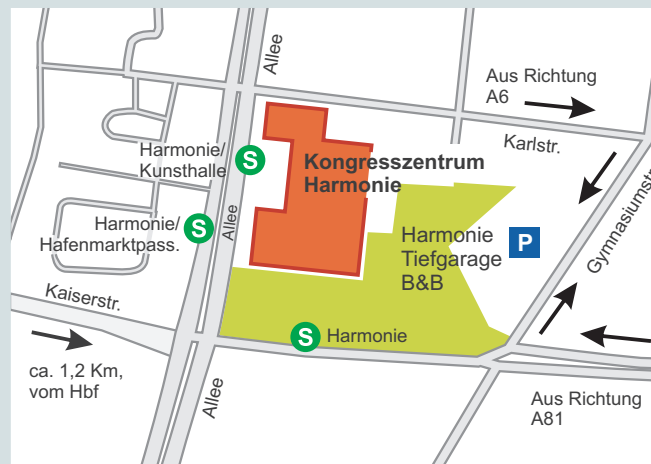 Allee
Aus Richtung
A6
Karlstr.
Harmonie/
Kunsthalle
S
Kongresszentrum
Harmonie
Harmonie/
Hafenmarktpass.
S
Allee
Harmonie
Tiefgarage
B&B
P
Gymnasiumstr.
Kaiserstr.
S
Harmonie
ca. 1,2 Km,
vom Hbf
Allee
Aus Richtung
A81